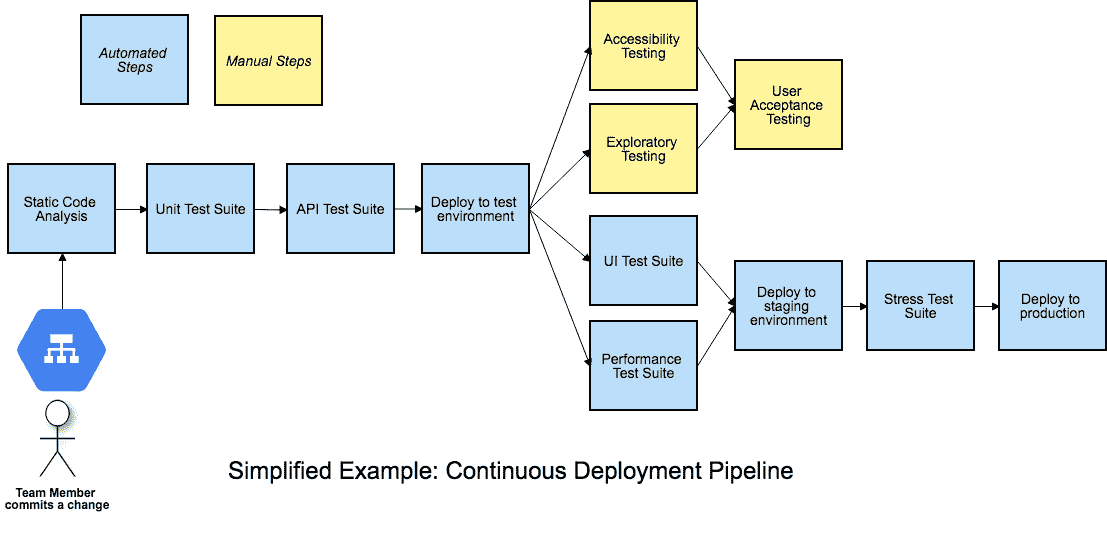 Automated
Steps
Manual Steps
Accessibility
Testing
User
Acceptance
Testing
Exploratory
Testing
Static Code
Analysis
Unit Test Suite
API Test Suite
Deploy to test
environment
UI Test Suite
Deploy to
staging
environment
Stress Test
Suite
Deploy to
production
Performance
Test Suite
Team Member
commits a change
Simplified Example: Continuous Deployment Pipeline